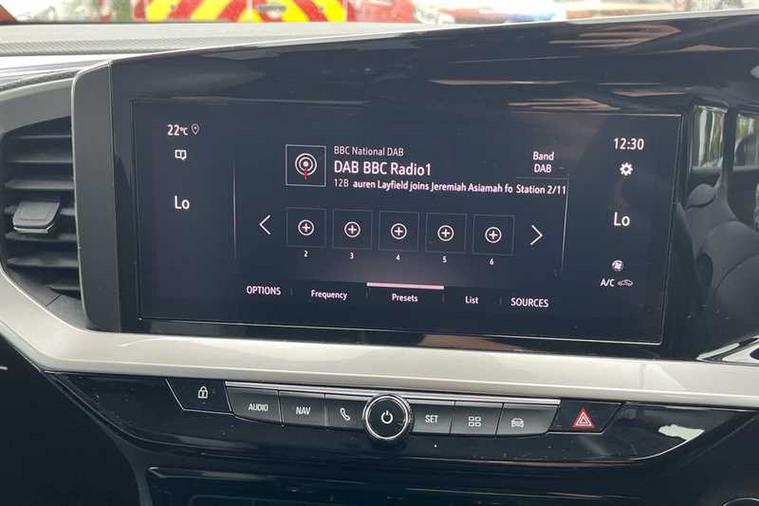 22°C
12:30
BBC National DAB
DAB BBC Radio1
Band
DAB
12B auren Layfield joins Jeremiah Asiamah fo Station 2/11
Lo
Lo
2 3 4 5 6
A/C
OPTIONS Frequency Presets List SOURCES
AUDIO NAV SET